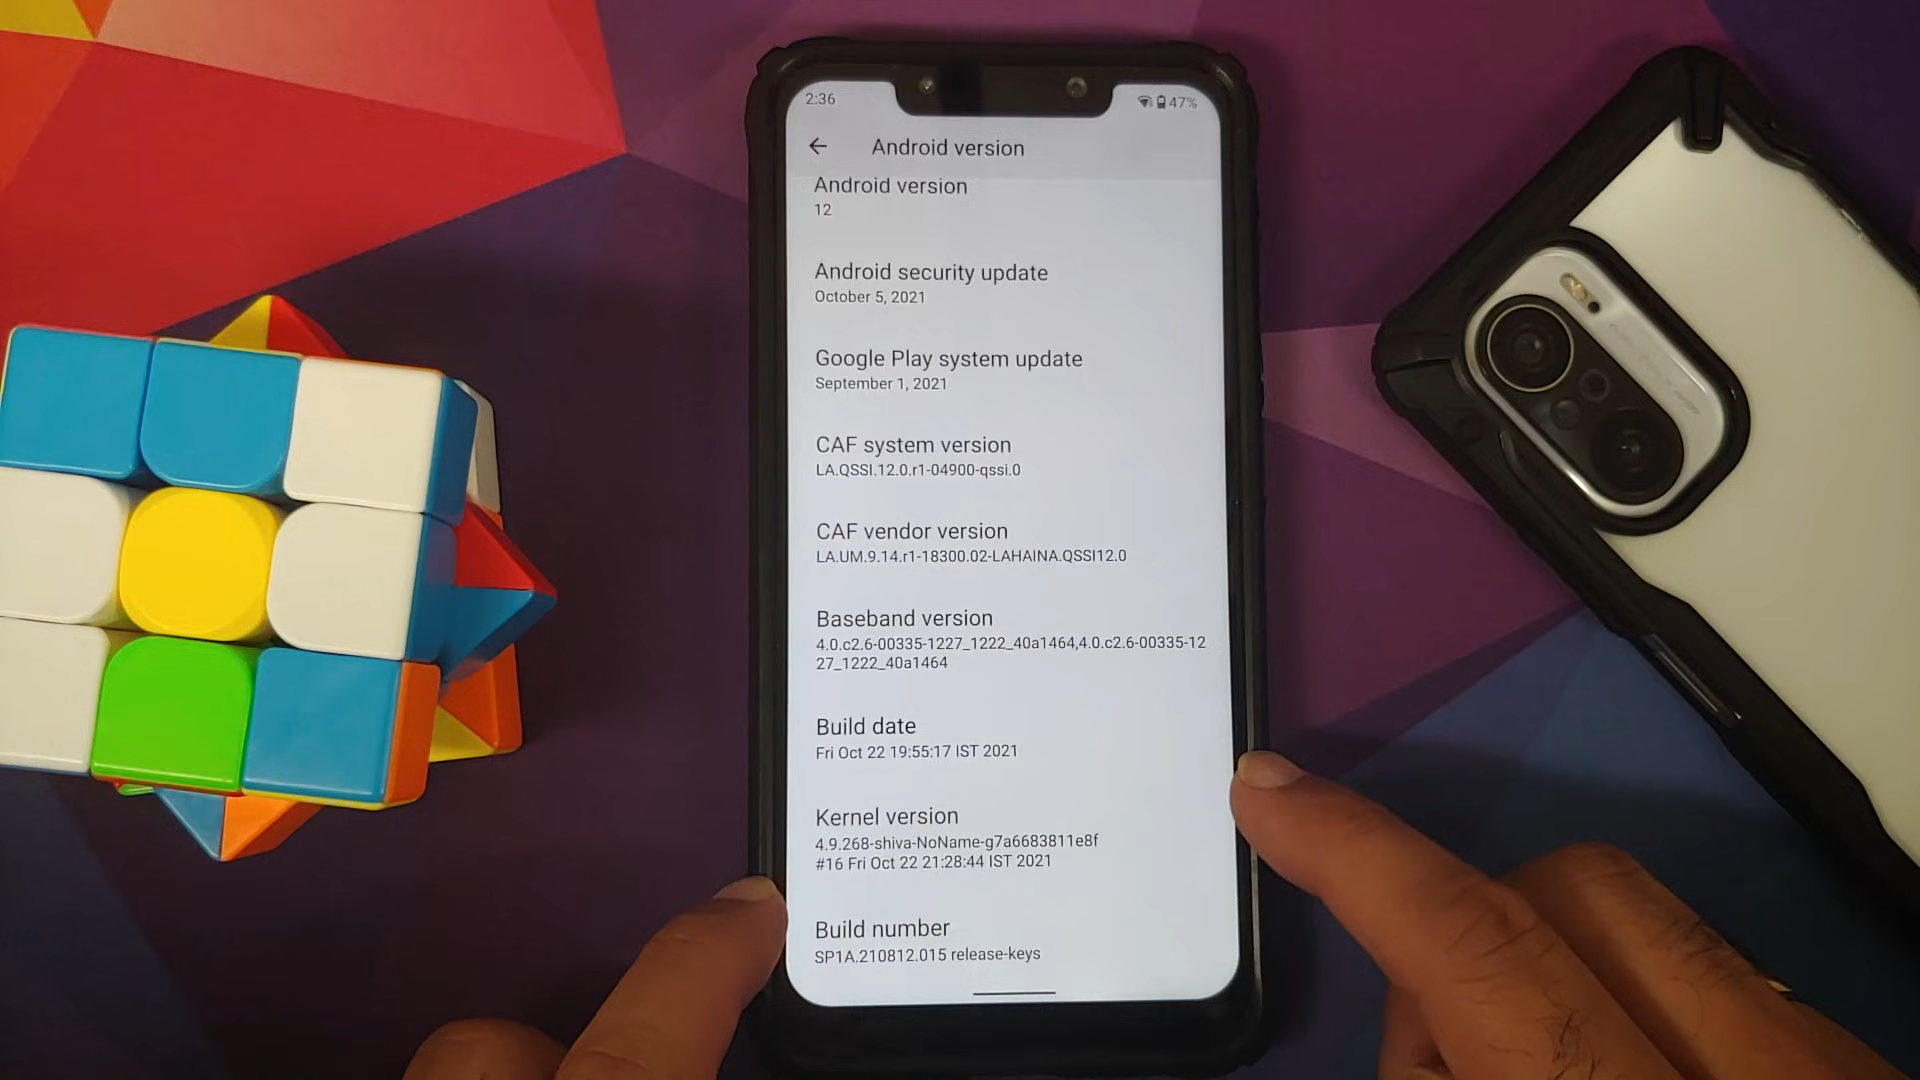 2:36
47%
Android version
Android version
12
Android security update
October 5, 2021
Google Play system update
September 1, 2021
CAF system version
LA.QSSI.12.0.r1-04900-qssi.0
CAF vendor version
LA.UM.9.14.r1-18300.02-LAHAINA.QSSI12.0
Baseband version
4.0.c2.6-00335-1227_1222_40a1464,4.0.c2.6-00335-12
27_1222_40a1464
Build date
Fri Oct 22 19:55:17 IST 2021
Kernel version
4.9.268-shiva-NoName-g7a6683811e8f
#16 Fri Oct 22 21:28:44 IST 2021
Build number
SP1A.210812.015 release-keys